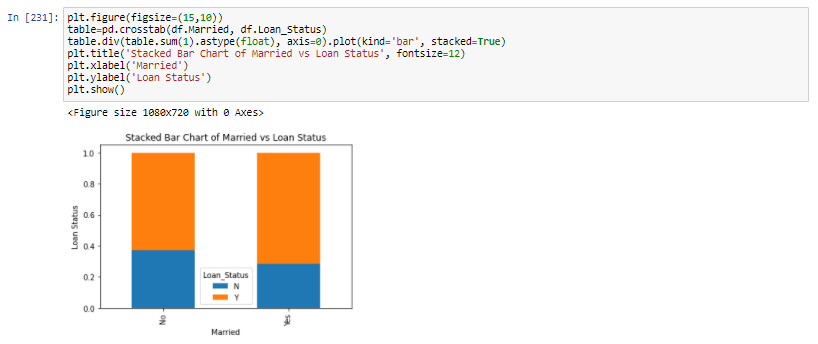 In [231]: plt.figure(figsize=(15,10))
table=pd.crosstab(df.Married, df.Loan_Status)
table.div(table.sum(1).astype(float), axis=0).plot(kind='bar', stacked=True)
plt.title('Stacked Bar Chart of Married vs Loan Status', fontsize=12)
plt.xlabel('Married')
plt.ylabel('Loan Status')
plt.show()
<Figure size 1080x720 with 0 Axes>
Stacked Bar Chart of Married vs Loan Status
1.0
0.8
0.6
0.4
0.2
0.0
Loan Status
Loan_Status
N
Y
No
Yes
Married